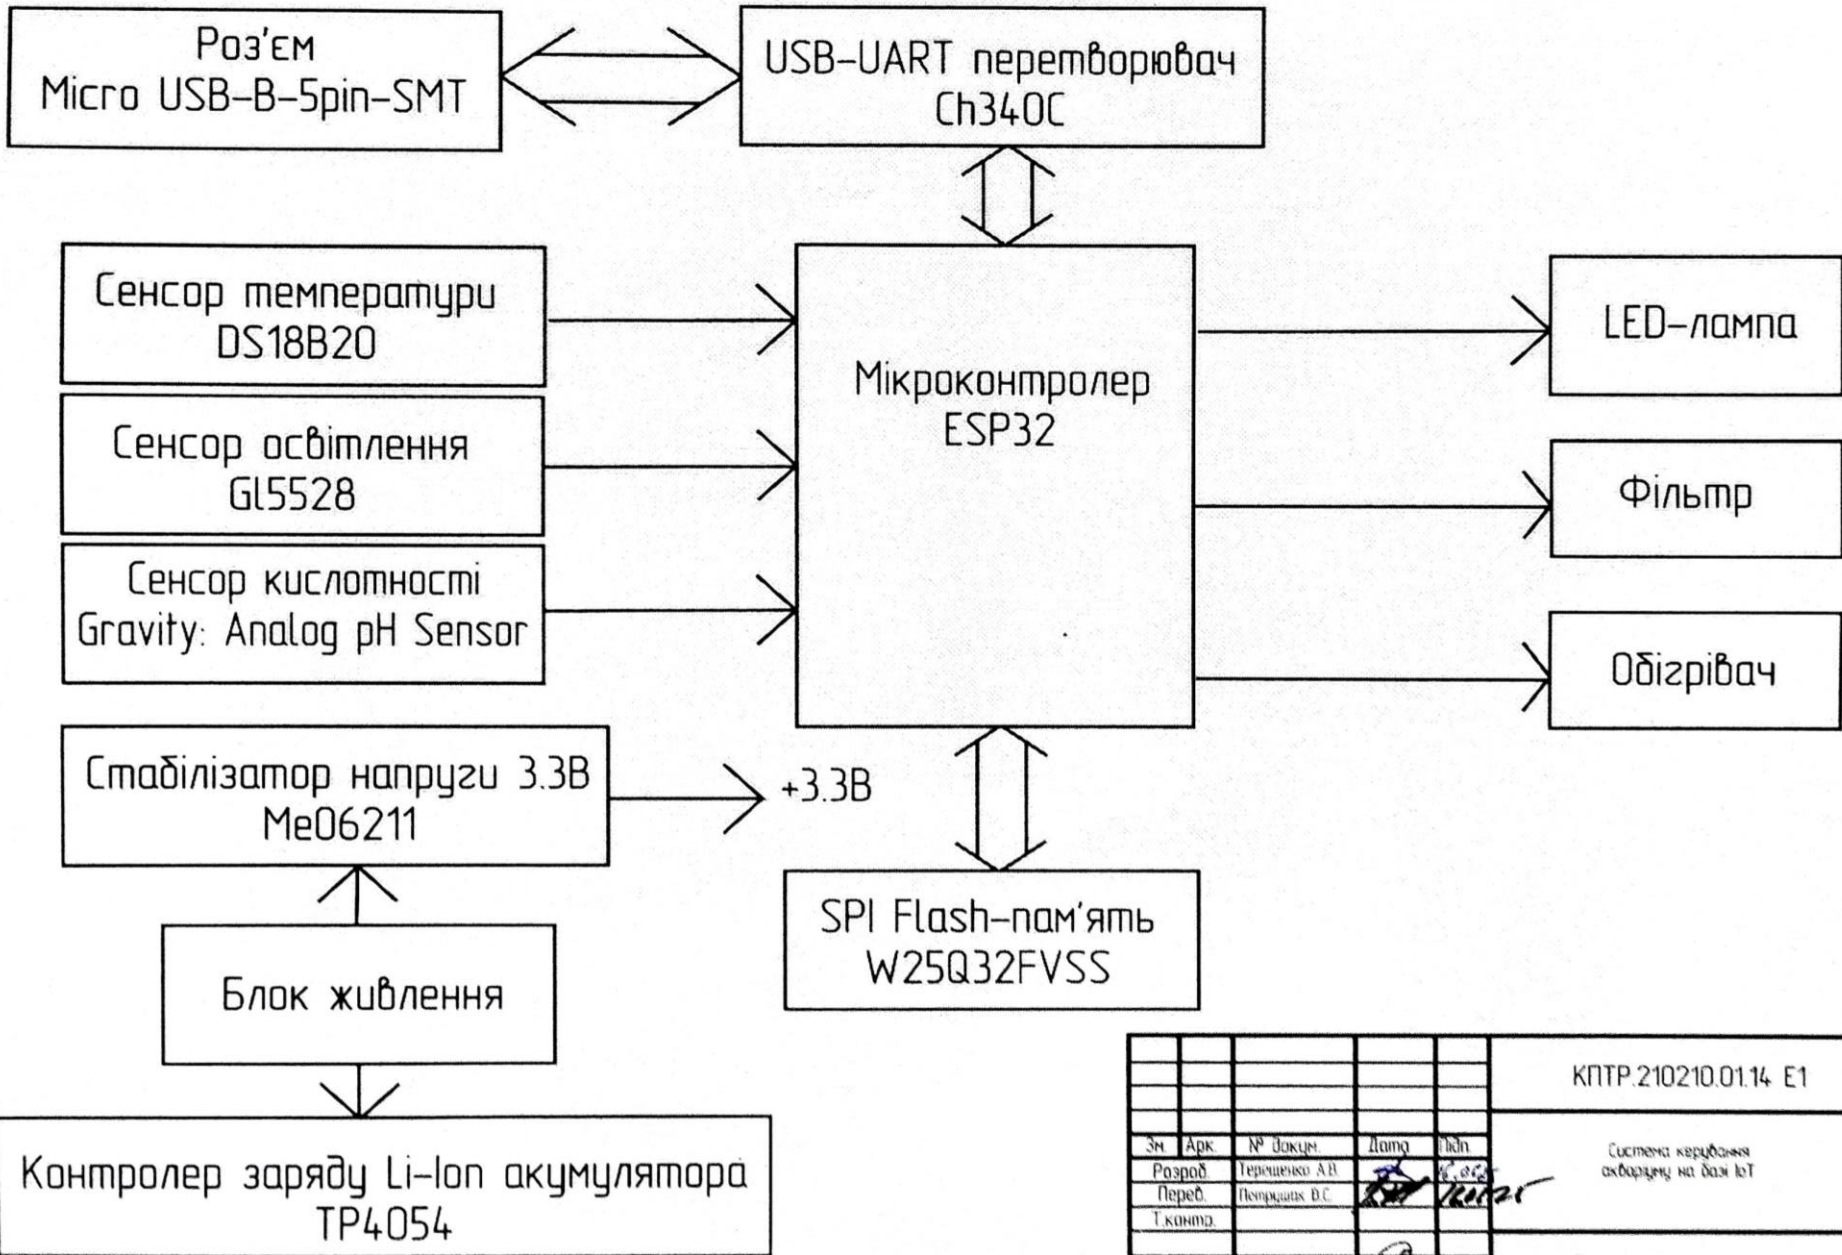 Роз'єм
Micro USB-B-5pin-SMT
USB-UART перетворювач
Ch340C
Сенсор температури
DS18B20
Сенсор освітлення
Gl5528
Сенсор кислотності
Gravity: Analog pH Sensor
Мікроконтролер
ESP32
LED-лампа
Фільтр
Обігрівач
Стабілізатор напруги 3.3В
Me06211
+3.3В
SPI Flash-пам'ять
W25Q32FVSS
Блок живлення
Контролер заряду Li-Ion акумулятора
TP4054
КПТР.210210.01.14 Е1
Зн. Арк. № докум. Дата Підп.
Розроб. Терещенко А.В.
Перев. Петрушак В.С.
Т.контр.
Система керування
акваріуму на базі IoT